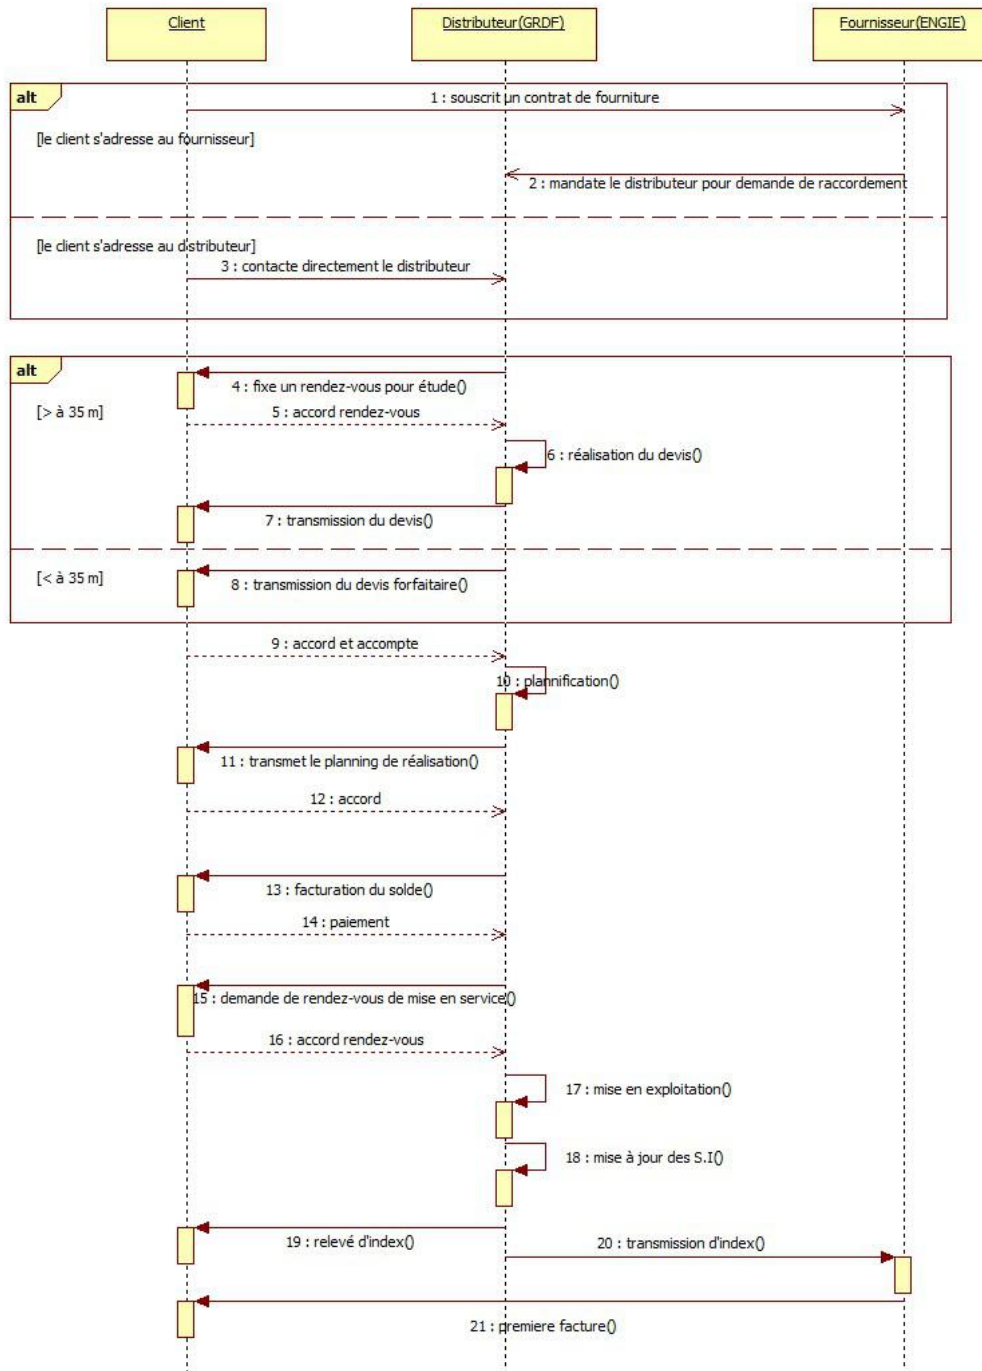 Client
Distributeur(GRDF)
Fournisseur(ENGIE)
alt
1 : souscrit un contrat de fourniture
[le client s'adresse au fournisseur]
2 : mandate le distributeur pour demande de raccordement
[le client s'adresse au distributeur]
3 : contacte directement le distributeur
alt
4 : fixe un rendez-vous pour étude()
[> à 35 m]
5 : accord rendez-vous
6 : réalisation du devis()
7 : transmission du devis()
[< à 35 m]
8 : transmission du devis forfaitaire()
9 : accord et accompte
10 : plannification()
11 : transmet le planning de réalisation()
12 : accord
13 : facturation du solde()
14 : paiement
15 : demande de rendez-vous de mise en service()
16 : accord rendez-vous
17 : mise en exploitation()
18 : mise à jour des S.I()
19 : relevé d'index()
20 : transmission d'index()
21 : premiere facture()